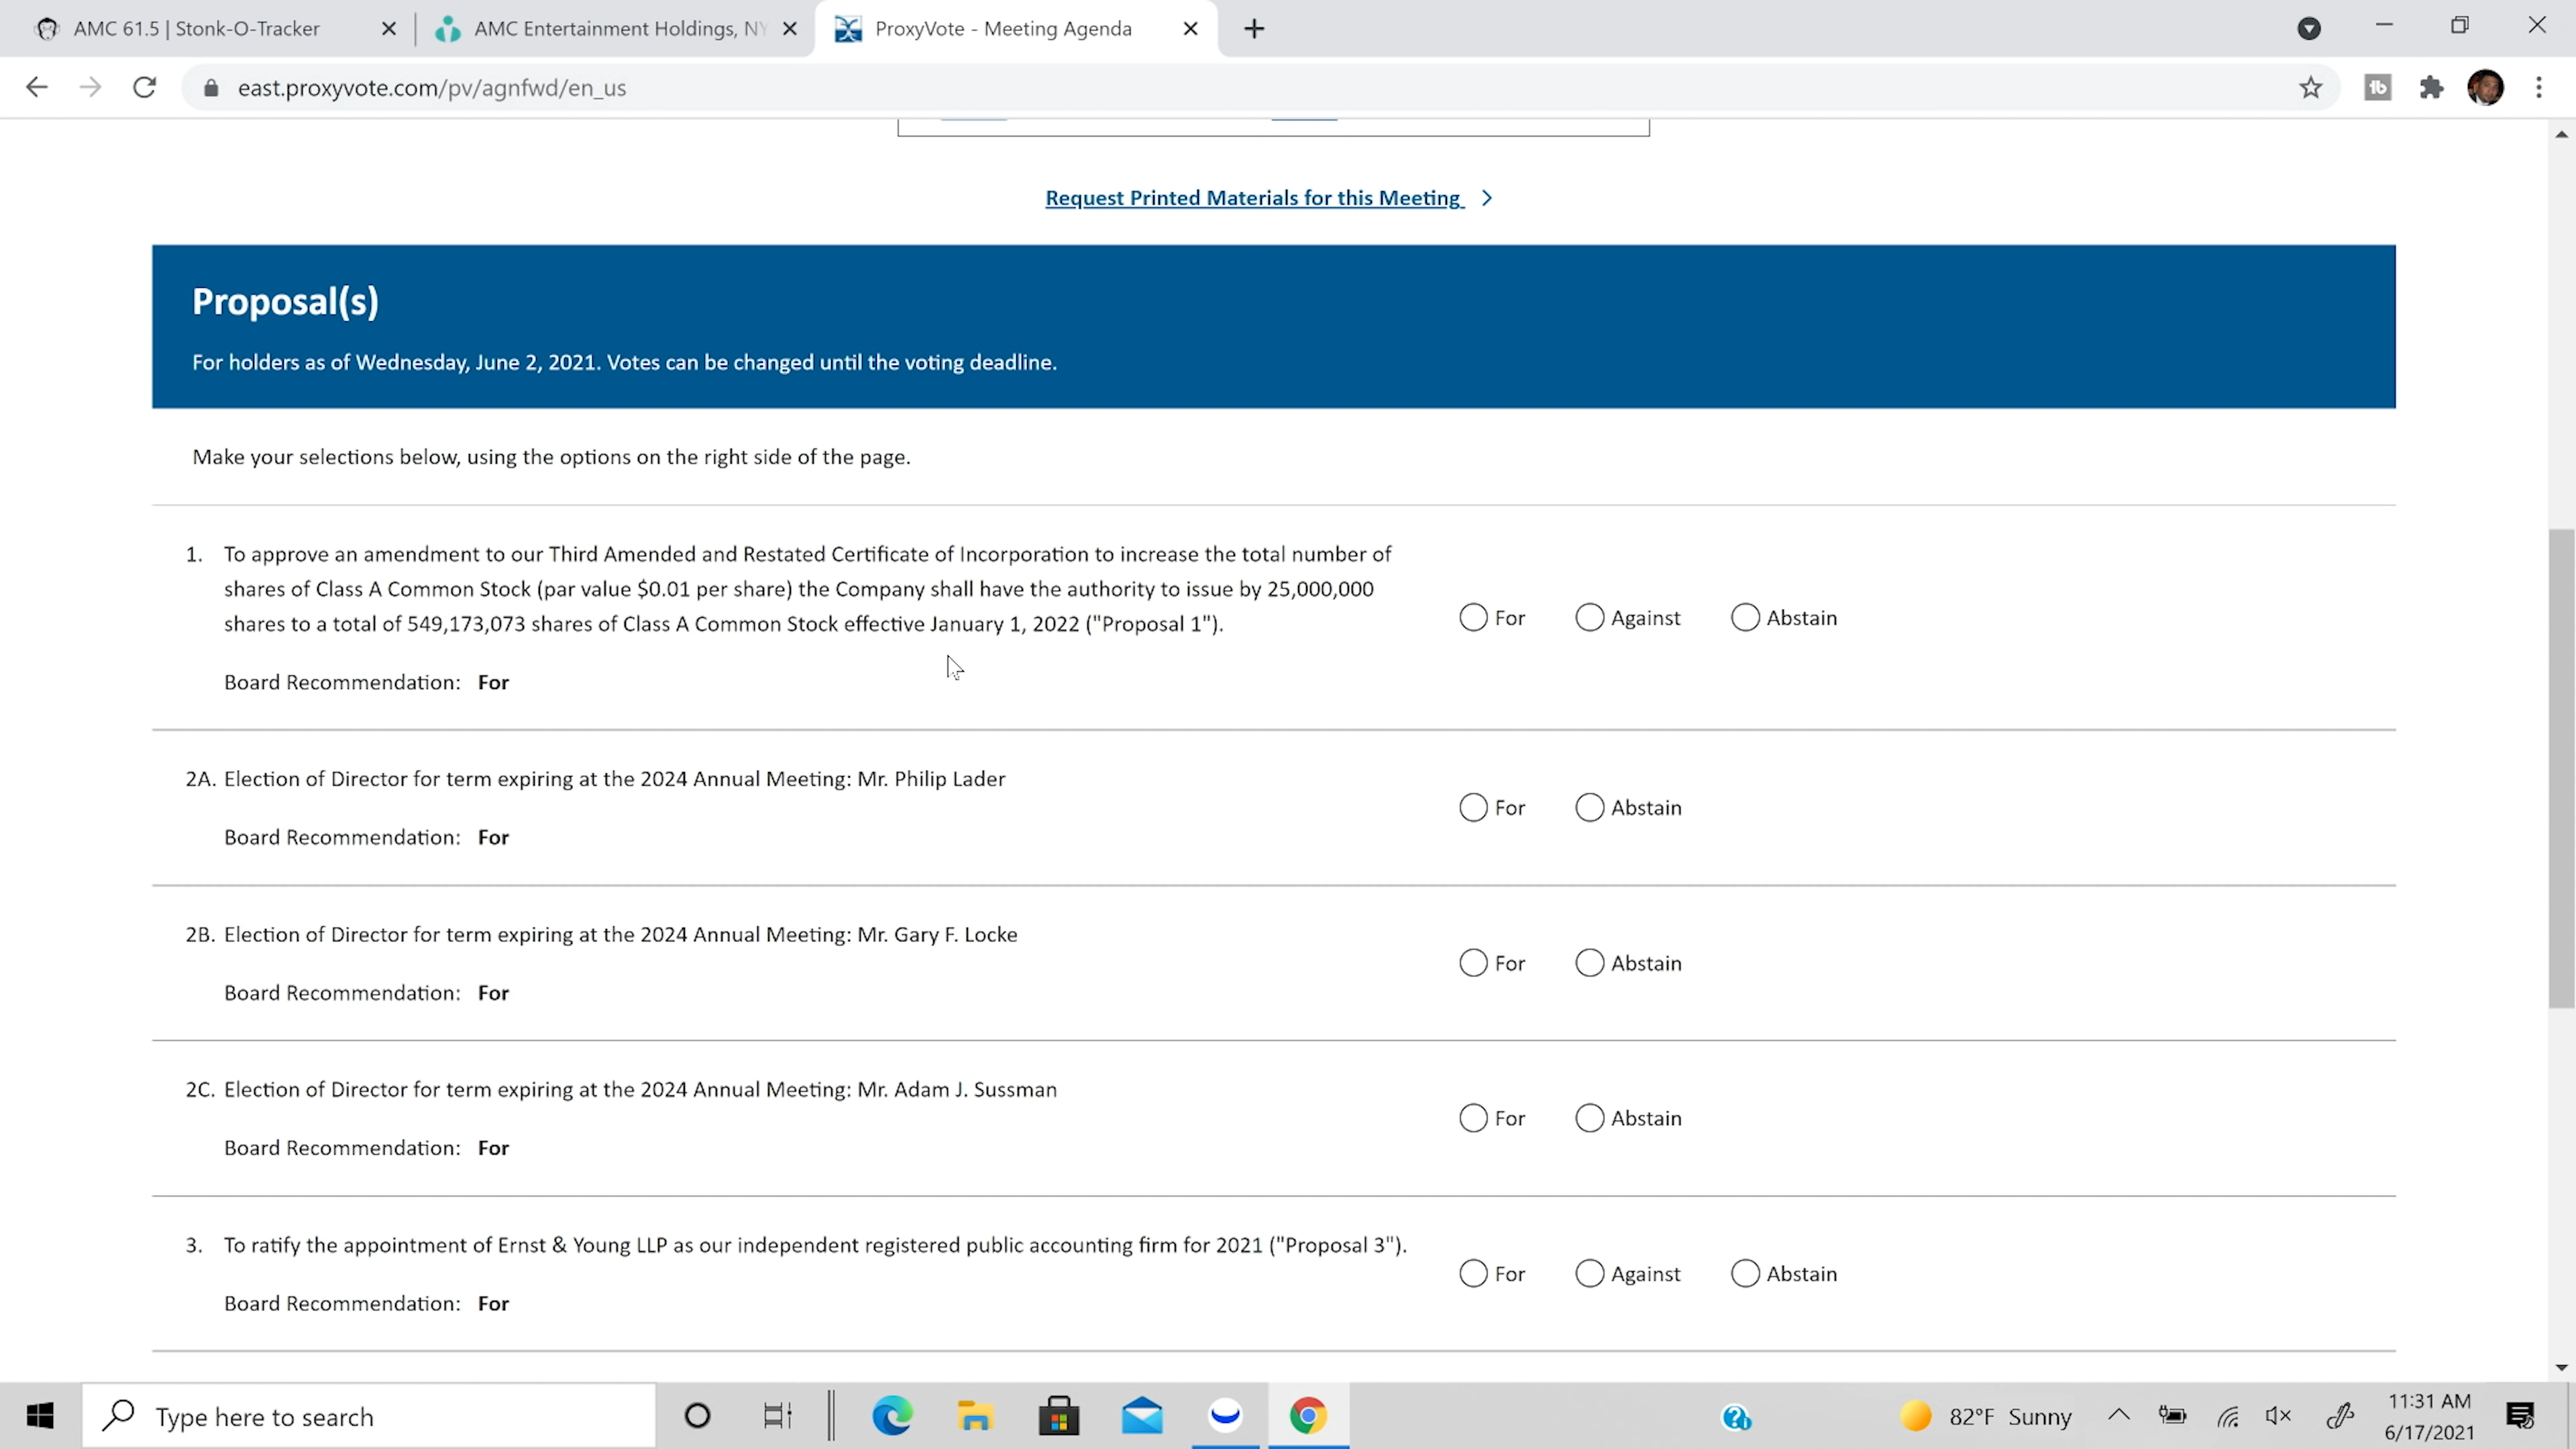 AMC 61.5 | Stonk-O-Tracker
AMC Entertainment Holdings, NY
ProxyVote - Meeting Agenda
east.proxyvote.com/pv/agnfwd/en_us
Request Printed Materials for this Meeting
Proposal(s)
For holders as of Wednesday, June 2, 2021. Votes can be changed until the voting deadline.
Make your selections below, using the options on the right side of the page.
1. To approve an amendment to our Third Amended and Restated Certificate of Incorporation to increase the total number of
shares of Class A Common Stock (par value $0.01 per share) the Company shall have the authority to issue by 25,000,000
shares to a total of 549,173,073 shares of Class A Common Stock effective January 1, 2022 ("Proposal 1").
For Against Abstain
Board Recommendation: For
2A. Election of Director for term expiring at the 2024 Annual Meeting: Mr. Philip Lader
For Abstain
Board Recommendation: For
2B. Election of Director for term expiring at the 2024 Annual Meeting: Mr. Gary F. Locke
For Abstain
Board Recommendation: For
2C. Election of Director for term expiring at the 2024 Annual Meeting: Mr. Adam J. Sussman
For Abstain
Board Recommendation: For
3. To ratify the appointment of Ernst & Young LLP as our independent registered public accounting firm for 2021 ("Proposal 3").
For Against Abstain
Board Recommendation: For
Type here to search
82°F Sunny
11:31 AM
6/17/2021